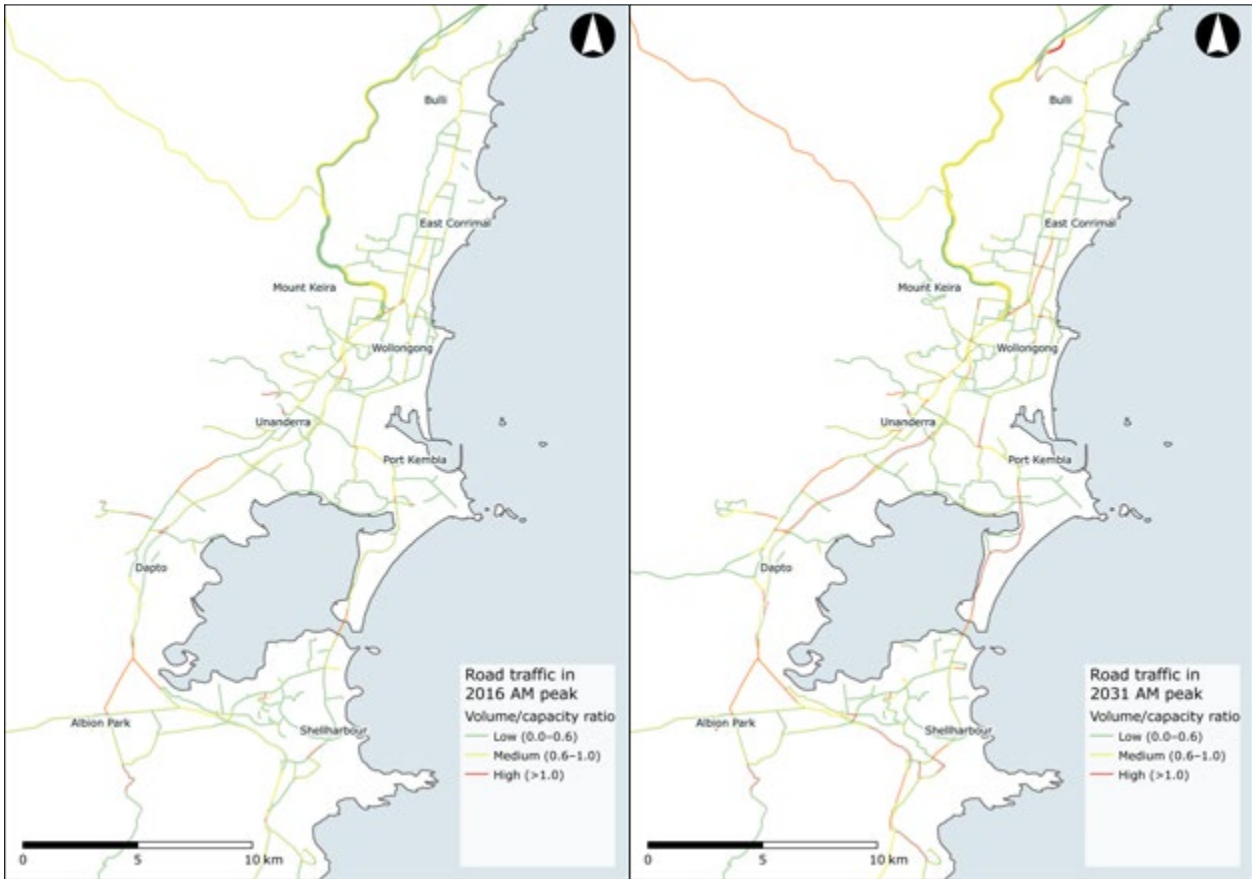 Bulli
East Corrimal
Mount Keira
Wollongong
Unanderra
Port Kembla
Dapto
Albion Park
Shellharbour
Road traffic in
2016 AM peak
Volume/capacity ratio
Low (0.0–0.6)
Medium (0.6–1.0)
High (>1.0)
0 5 10 km
Bulli
East Corrimal
Mount Keira
Wollongong
Unanderra
Port Kembla
Dapto
Albion Park
Shellharbour
Road traffic in
2031 AM peak
Volume/capacity ratio
Low (0.0–0.6)
Medium (0.6–1.0)
High (>1.0)
0 5 10 km